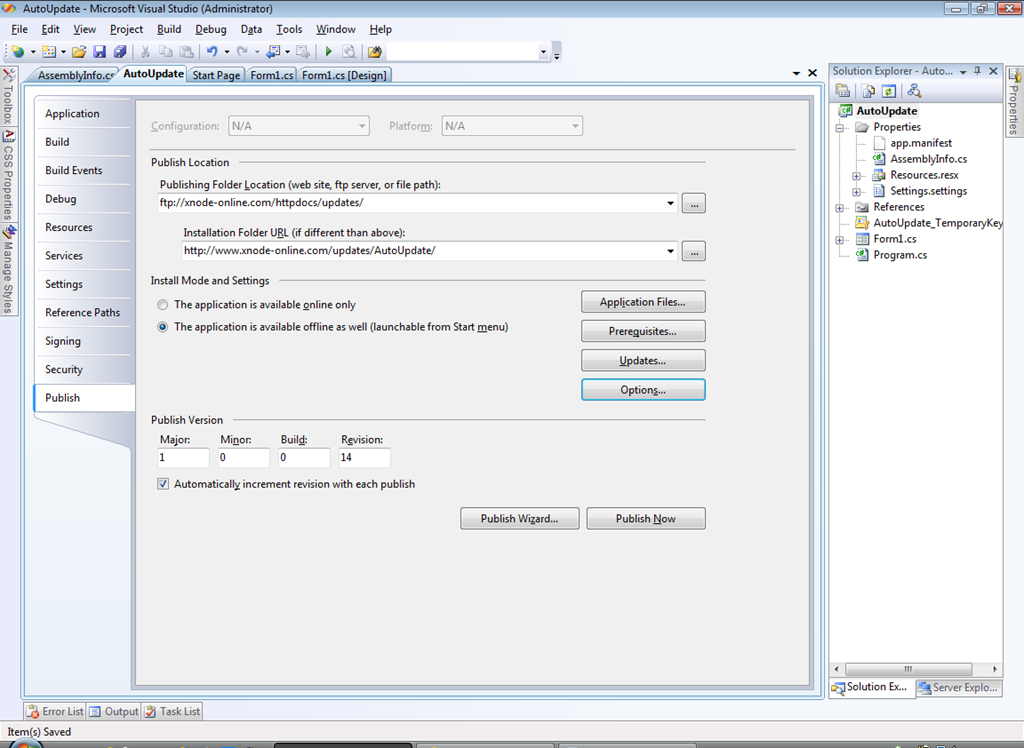 AutoUpdate - Microsoft Visual Studio (Administrator)
File Edit View Project Build Debug Data Tools Window Help
AssemblyInfo.cs AutoUpdate Start Page Form1.cs Form1.cs [Design]
Toolbox
CSS Properties
Manage Styles
Application
Build
Build Events
Debug
Resources
Services
Settings
Reference Paths
Signing
Security
Publish
Configuration: N/A Platform: N/A
Publish Location
Publishing Folder Location (web site, ftp server, or file path):
ftp://xnode-online.com/httpdocs/updates/ ...
Installation Folder URL (if different than above):
http://www.xnode-online.com/updates/AutoUpdate/ ...
Install Mode and Settings
The application is available online only
The application is available offline as well (launchable from Start menu)
Application Files...
Prerequisites...
Updates...
Options...
Publish Version
Major: Minor: Build: Revision:
1 0 0 14
Automatically increment revision with each publish
Publish Wizard... Publish Now
Solution Explorer - Auto...
AutoUpdate
Properties
app.manifest
AssemblyInfo.cs
Resources.resx
Settings.settings
References
AutoUpdate_TemporaryKey
Form1.cs
Program.cs
Solution Ex... Server Explo...
Properties
Error List Output Task List
Item(s) Saved